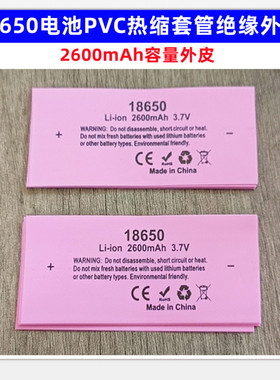 650电池PVC热缩套管绝缘外
2600mAh容量外皮
18650
+ Li-ion 2600mAh 3.7V -
WARNING:
Do not disassemble, short circuit or heat.
Do not mix fresh batteries with used lithium
batteries or other types. Environmental friendly.
CE
Made in China
18650
Li-ion 2600mAh 3.7V
+ WARNING: -
Do not disassemble, short circuit or heat.
Do not mix fresh batteries with used lithium
batteries or other types. Environmental friendly.
CE
Made in China